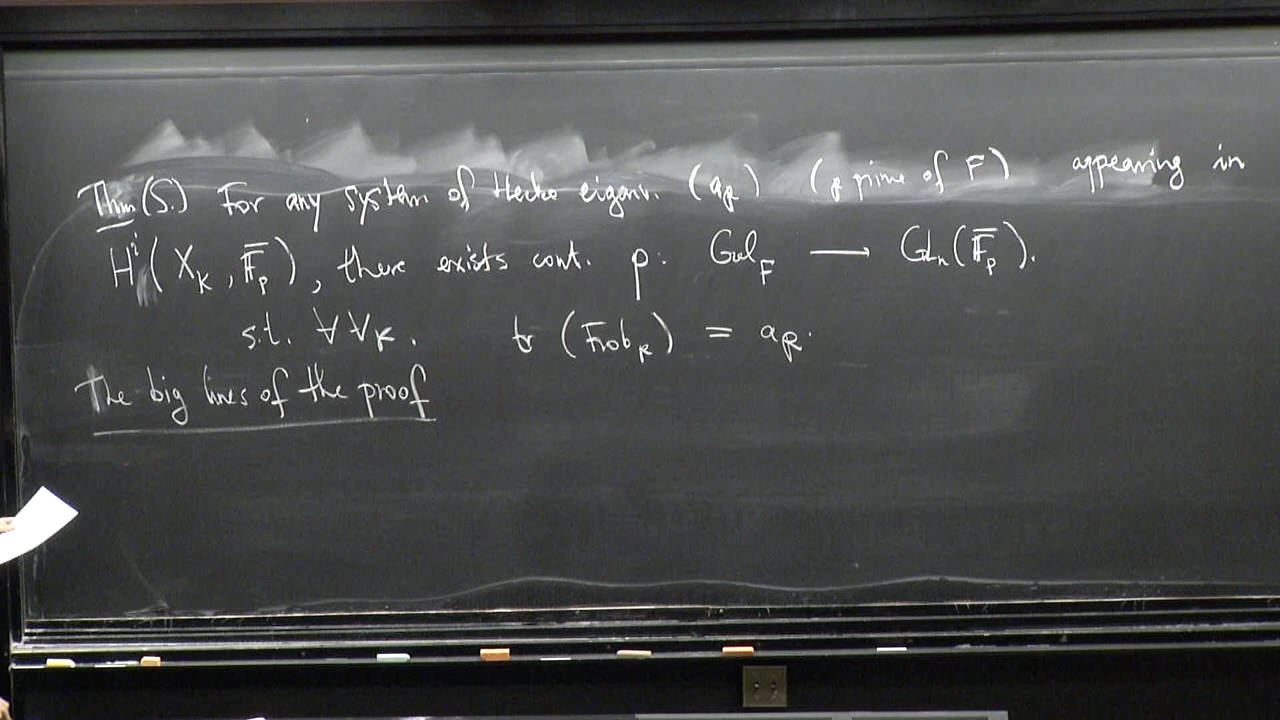 Thm (S.) For any system of Hecke eigenv. (a_𝔭) (𝔭 prime of F) appearing in
H^i(X_K, F̄_p), there exists cont. ρ: Gal_F ⟶ GL_n(F̄_p).
s.t. ∀∀𝔭. tr (Frob_𝔭) = a_𝔭.
The big lines of the proof